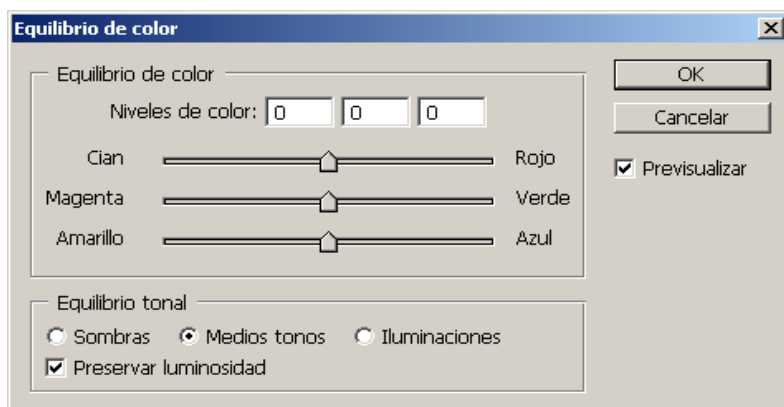 Equilibrio de color
Equilibrio de color
Niveles de color: 0 0 0
Cian Rojo
Magenta Verde
Amarillo Azul
Equilibrio tonal
Sombras Medios tonos Iluminaciones
Preservar luminosidad
OK
Cancelar
Previsualizar